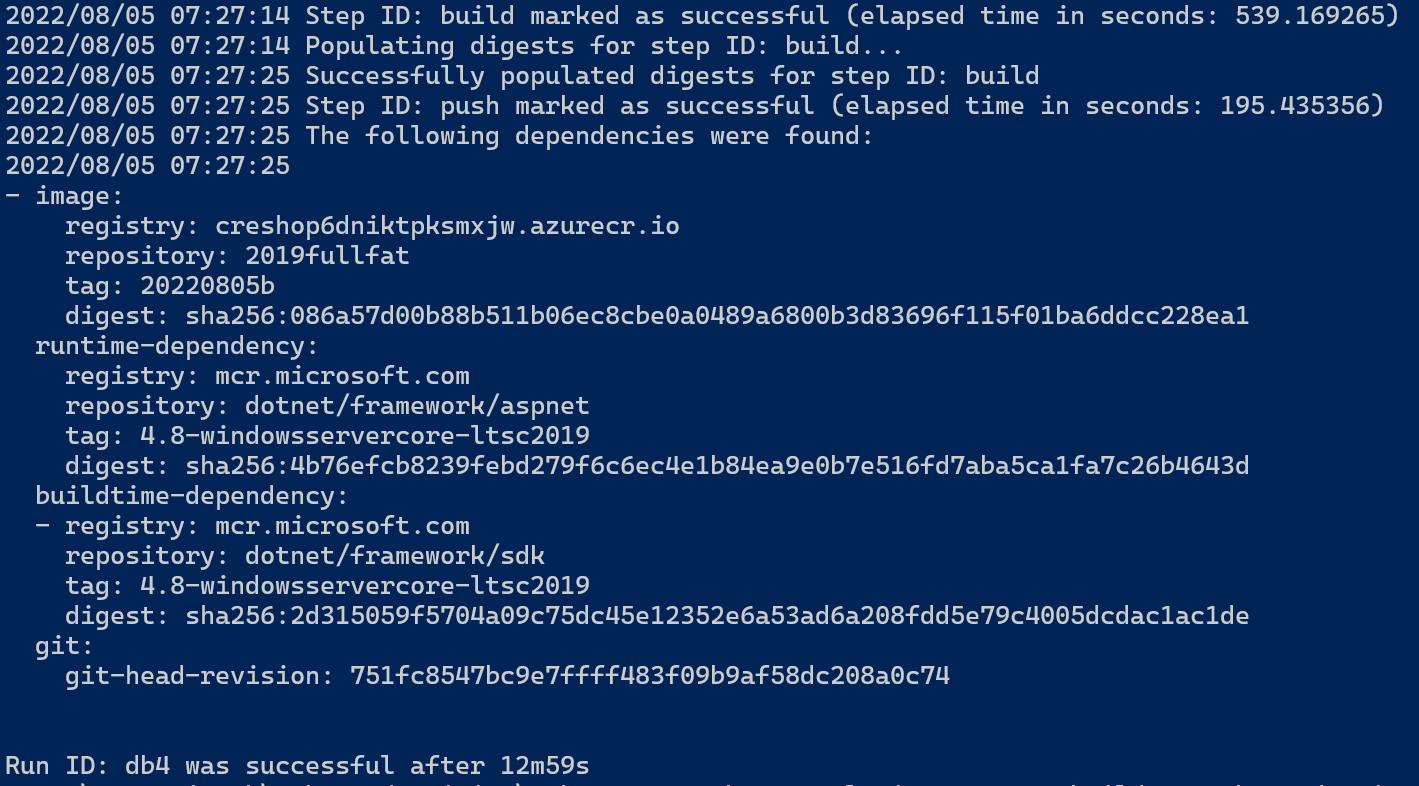 2022/08/05 07:27:14 Step ID: build marked as successful (elapsed time in seconds: 539.169265)
2022/08/05 07:27:14 Populating digests for step ID: build...
2022/08/05 07:27:25 Successfully populated digests for step ID: build
2022/08/05 07:27:25 Step ID: push marked as successful (elapsed time in seconds: 195.435356)
2022/08/05 07:27:25 The following dependencies were found:
2022/08/05 07:27:25
- image:
    registry: creshop6dniktpksmxjw.azurecr.io
    repository: 2019fullfat
    tag: 20220805b
    digest: sha256:086a57d00b88b511b06ec8cbe0a0489a6800b3d83696f115f01ba6ddcc228ea1
  runtime-dependency:
    registry: mcr.microsoft.com
    repository: dotnet/framework/aspnet
    tag: 4.8-windowsservercore-ltsc2019
    digest: sha256:4b76efcb8239febd279f6c6ec4e1b84ea9e0b7e516fd7aba5ca1fa7c26b4643d
  buildtime-dependency:
  - registry: mcr.microsoft.com
    repository: dotnet/framework/sdk
    tag: 4.8-windowsservercore-ltsc2019
    digest: sha256:2d315059f5704a09c75dc45e12352e6a53ad6a208fdd5e79c4005dcdac1ac1de
  git:
    git-head-revision: 751fc8547bc9e7ffff483f09b9af58dc208a0c74
Run ID: db4 was successful after 12m59s